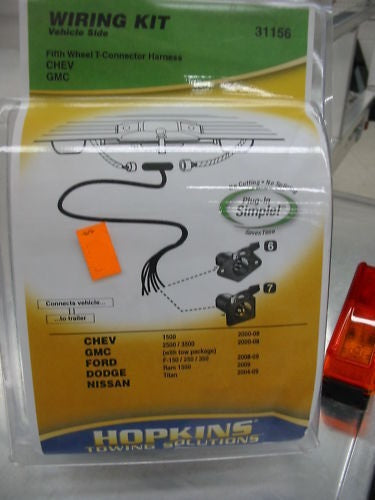 WIRING KIT
Vehicle Side
31156
Fifth Wheel T-Connector Harness
CHEV
GMC
No Cutting • No Splicing
Plug-In
Simple!
Saves Time
6
7
Connects vehicle...
...to trailer
CHEV 1500 2000-08
GMC 2500 / 3500 2000-08
(with tow package)
FORD F-150 / 250 / 350 2008-09
DODGE Ram 1500 2009
NISSAN Titan 2004-09
HOPKINS
TOWING SOLUTIONS